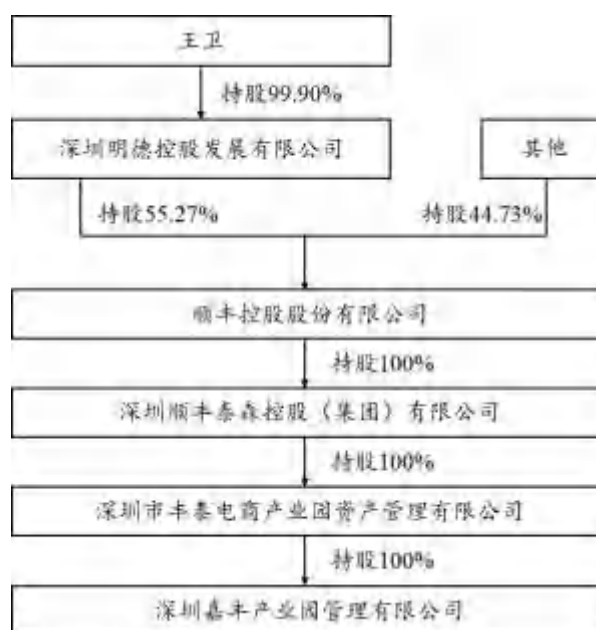 王卫
持股99.90%
深圳明德控股发展有限公司
其他
持股55.27%
持股44.73%
顺丰控股股份有限公司
持股100%
深圳顺丰泰森控股（集团）有限公司
持股100%
深圳市丰泰电商产业园资产管理有限公司
持股100%
深圳嘉丰产业园管理有限公司